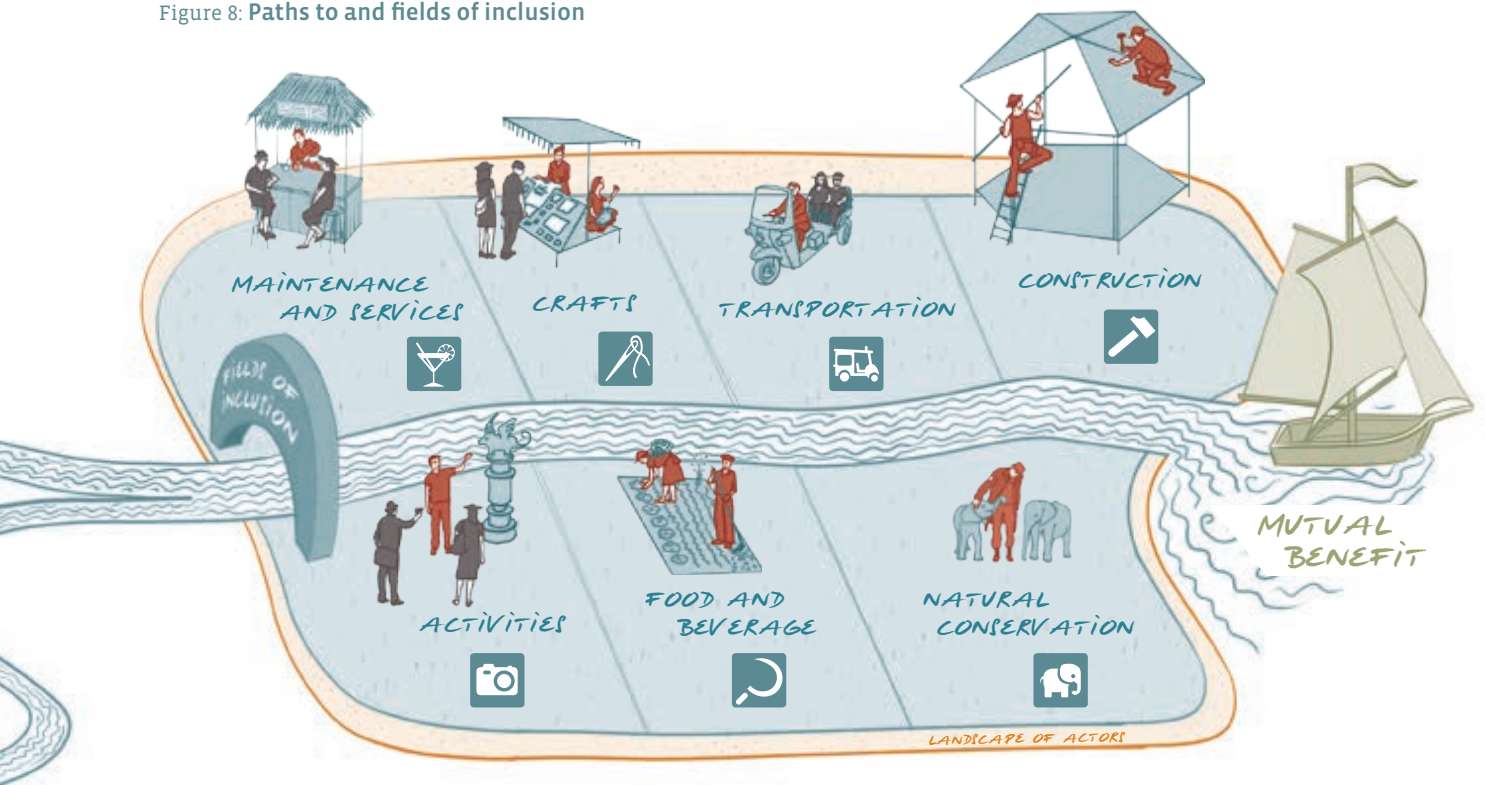 Figure 8: Paths to and fields of inclusion
MAINTENANCE
AND SERVICES
CRAFTS
TRANSPORTATION
CONSTRUCTION
FIELDS OF
INCLUSION
ACTIVITIES
FOOD AND
BEVERAGE
NATURAL
CONSERVATION
MUTUAL
BENEFIT
LANDSCAPE OF ACTORS